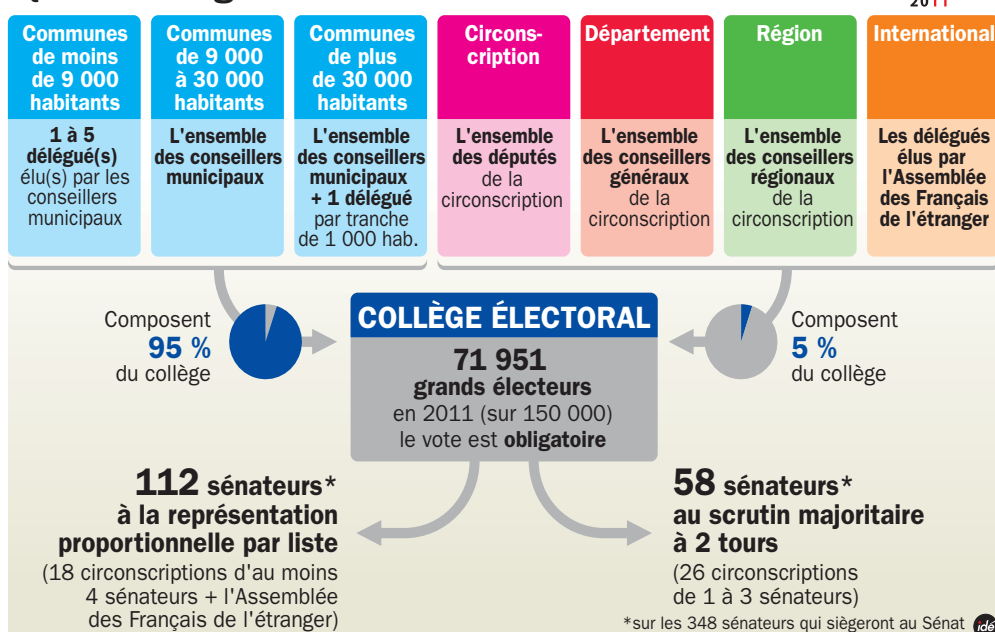 2011
Communes
de moins
de 9 000
habitants
1 à 5
délégué(s)
élu(s) par les
conseillers
municipaux
Communes
de 9 000
à 30 000
habitants
L'ensemble
des conseillers
municipaux
Communes
de plus
de 30 000
habitants
L'ensemble
des conseillers
municipaux
+ 1 délégué
par tranche
de 1 000 hab.
Circons-
cription
L'ensemble
des députés
de la
circonscription
Département
L'ensemble
des conseillers
généraux
de la
circonscription
Région
L'ensemble
des conseillers
régionaux
de la
circonscription
International
Les délégués
élus par
l'Assemblée
des Français
de l'étranger
Composent
95 %
du collège
COLLÈGE ÉLECTORAL
71 951
grands électeurs
en 2011 (sur 150 000)
le vote est obligatoire
Composent
5 %
du collège
112 sénateurs*
à la représentation
proportionnelle par liste
(18 circonscriptions d'au moins
4 sénateurs + l'Assemblée
des Français de l'étranger)
58 sénateurs*
au scrutin majoritaire
à 2 tours
(26 circonscriptions
de 1 à 3 sénateurs)
*sur les 348 sénateurs qui siègeront au Sénat
idé